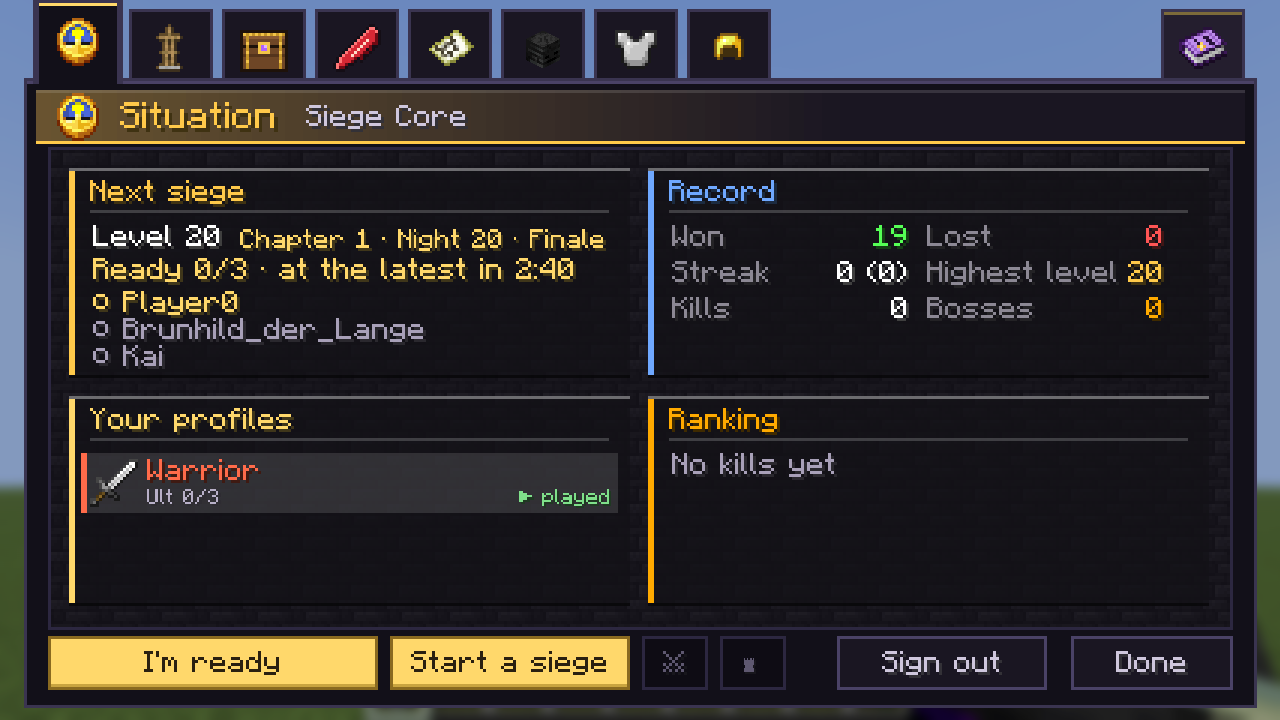 Situation Siege Core
Next siege
Level 20 Chapter 1 · Night 20 · Finale
Ready 0/3 · at the latest in 2:40
Player0
Brunhild_der_Lange
Kai
Record
Won 19 Lost 0
Streak 0 (0) Highest level 20
Kills 0 Bosses 0
Your profiles
Warrior
Ult 0/3 ► played
Ranking
No kills yet
I'm ready Start a siege Sign out Done